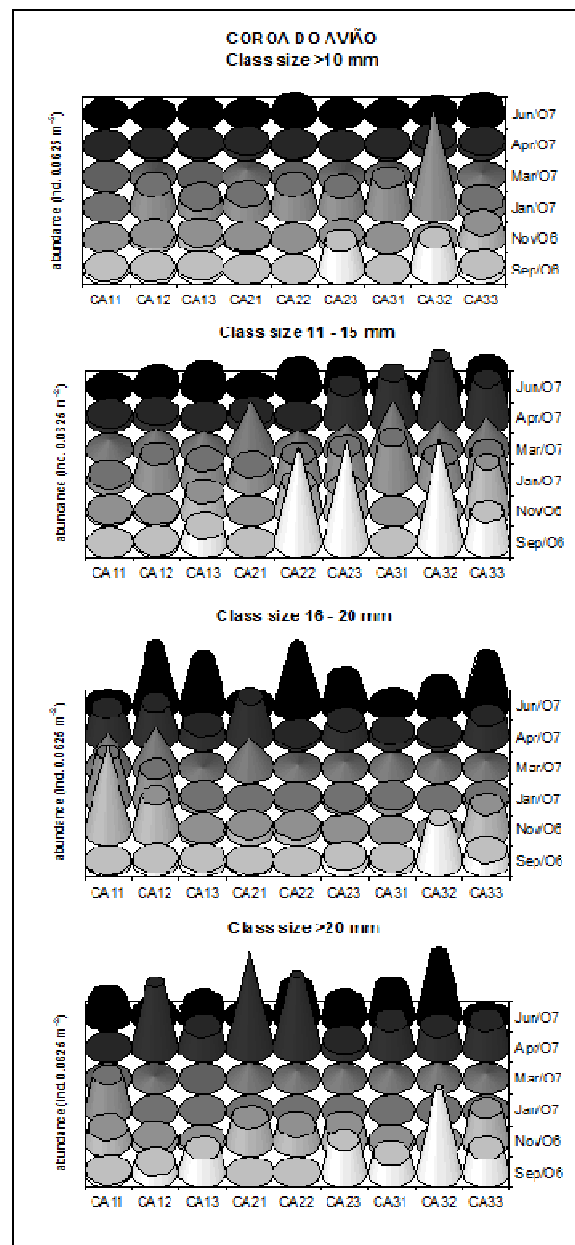 COROA DO AVIÃO
Class size >10 mm
abundance (Ind. 0.0625 m⁻²)
Jun/07
Apr/07
Mar/07
Jan/07
Nov/06
Sep/06
CA11 CA12 CA13 CA21 CA22 CA23 CA31 CA32 CA33
Class size 11 - 15 mm
abundance (Ind. 0.0625 m⁻²)
Jun/07
Apr/07
Mar/07
Jan/07
Nov/06
Sep/06
CA11 CA12 CA13 CA21 CA22 CA23 CA31 CA32 CA33
Class size 16 - 20 mm
abundance (Ind. 0.0625 m⁻²)
Jun/07
Apr/07
Mar/07
Jan/07
Nov/06
Sep/06
CA11 CA12 CA13 CA21 CA22 CA23 CA31 CA32 CA33
Class size >20 mm
abundance (Ind. 0.0625 m⁻²)
Jun/07
Apr/07
Mar/07
Jan/07
Nov/06
Sep/06
CA11 CA12 CA13 CA21 CA22 CA23 CA31 CA32 CA33